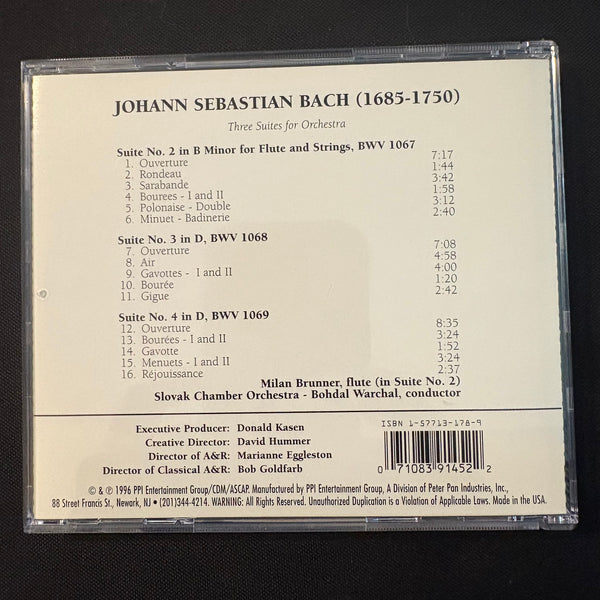 JOHANN SEBASTIAN BACH (1685-1750)
Three Suites for Orchestra
Suite No. 2 in B Minor for Flute and Strings, BWV 1067
1. Ouverture 7:17
2. Rondeau 1:44
3. Sarabande 3:42
4. Bourees - I and II 1:58
5. Polonaise - Double 3:12
6. Minuet - Badinerie 2:40
Suite No. 3 in D, BWV 1068
7. Ouverture 7:08
8. Air 4:58
9. Gavottes - I and II 4:00
10. Bourée 1:20
11. Gigue 2:42
Suite No. 4 in D, BWV 1069
12. Ouverture 8:35
13. Bourées - I and II 3:24
14. Gavotte 1:52
15. Menuets - I and II 3:24
16. Réjouissance 2:37
Milan Brunner, flute (in Suite No. 2)
Slovak Chamber Orchestra - Bohdal Warchal, conductor
Executive Producer: Donald Kasen
Creative Director: David Hummer
Director of A&R: Marianne Eggleston
Director of Classical A&R: Bob Goldfarb
ISBN 1-57713-178-9
0 71083 91452 2
© & ℗ 1996 PPI Entertainment Group/CDM/ASCAP. Manufactured by PPI Entertainment Group, A Division of Peter Pan Industries, Inc.,
88 Street Francis St., Newark, NJ • (201)344-4214. WARNING: All Rights Reserved. Unauthorized Duplication is a Violation of Applicable Laws. Made in the USA.